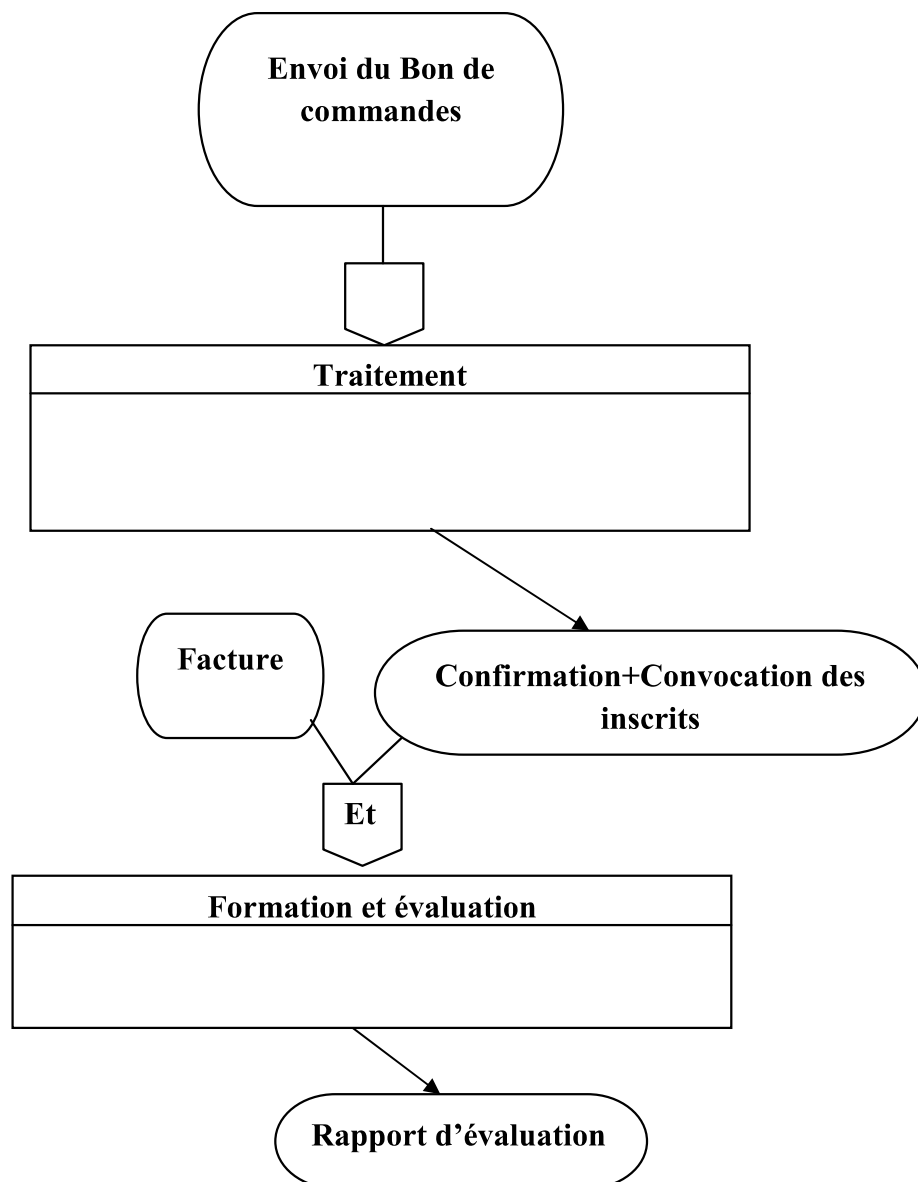 Envoi du Bon de
commandes
Traitement
Facture
Confirmation+Convocation des
inscrits
Et
Formation et évaluation
Rapport d’évaluation